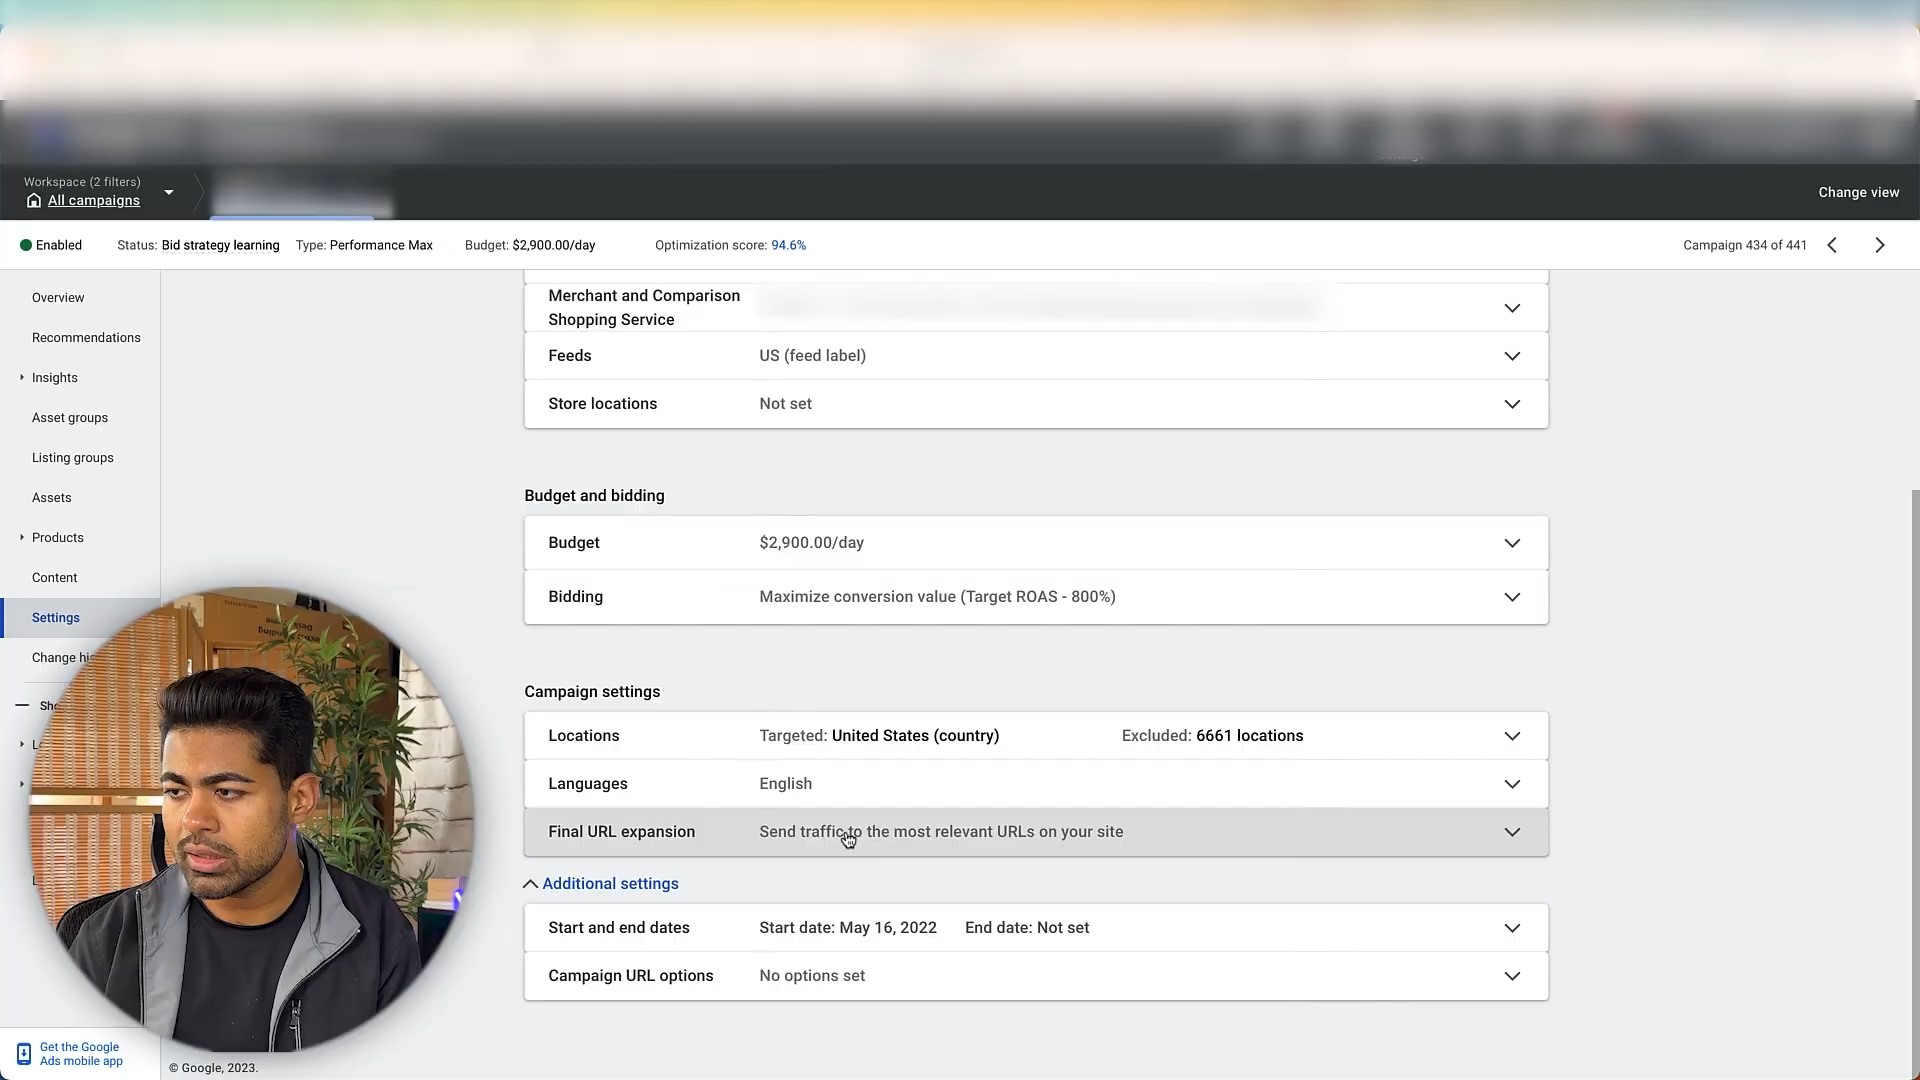 Workspace (2 filters)
All campaigns
Change view
Enabled
Status: Bid strategy learning
Type: Performance Max
Budget: $2,900.00/day
Optimization score: 94.6%
Campaign 434 of 441
Overview
Recommendations
Insights
Asset groups
Listing groups
Assets
Products
Content
Settings
Change
Get the Google
Ads mobile app
Merchant and Comparison
Shopping Service
Feeds US (feed label)
Store locations Not set
Budget and bidding
Budget $2,900.00/day
Bidding Maximize conversion value (Target ROAS - 800%)
Campaign settings
Locations Targeted: United States (country) Excluded: 6661 locations
Languages English
Final URL expansion Send traffic to the most relevant URLs on your site
Additional settings
Start and end dates Start date: May 16, 2022 End date: Not set
Campaign URL options No options set
© Google, 2023.